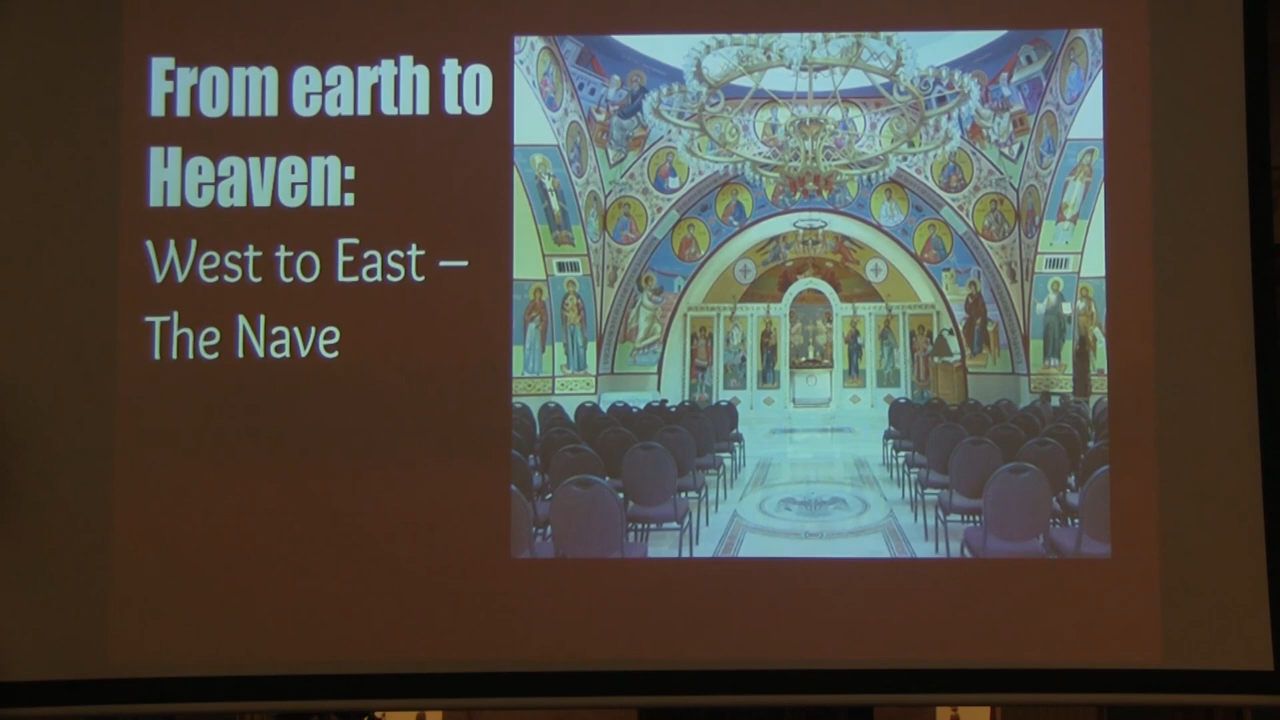 From earth to
Heaven:
West to East –
The Nave